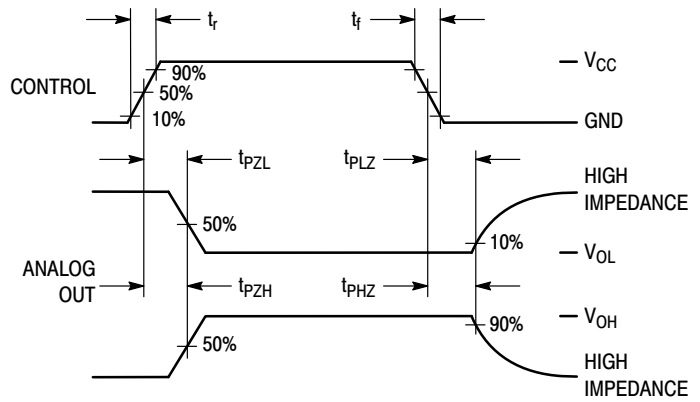 tr
tf
90%
VCC
CONTROL
50%
10%
GND
tPZL
tPLZ
HIGH
IMPEDANCE
50%
10%
ANALOG
OUT
VOL
tPZH
tPHZ
VOH
90%
50%
HIGH
IMPEDANCE